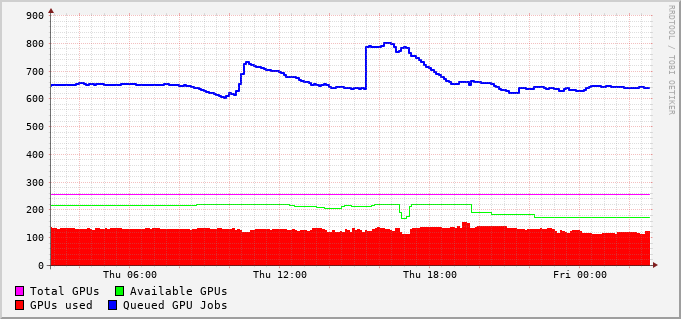 900
800
700
600
500
400
300
200
100
0
Thu 06:00 Thu 12:00 Thu 18:00 Fri 00:00
Total GPUs Available GPUs
GPUs used Queued GPU Jobs
RRDTOOL / TOBI OETIKER